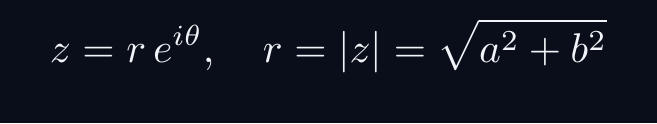 z = r e^{iθ},  r = |z| = √(a² + b²)